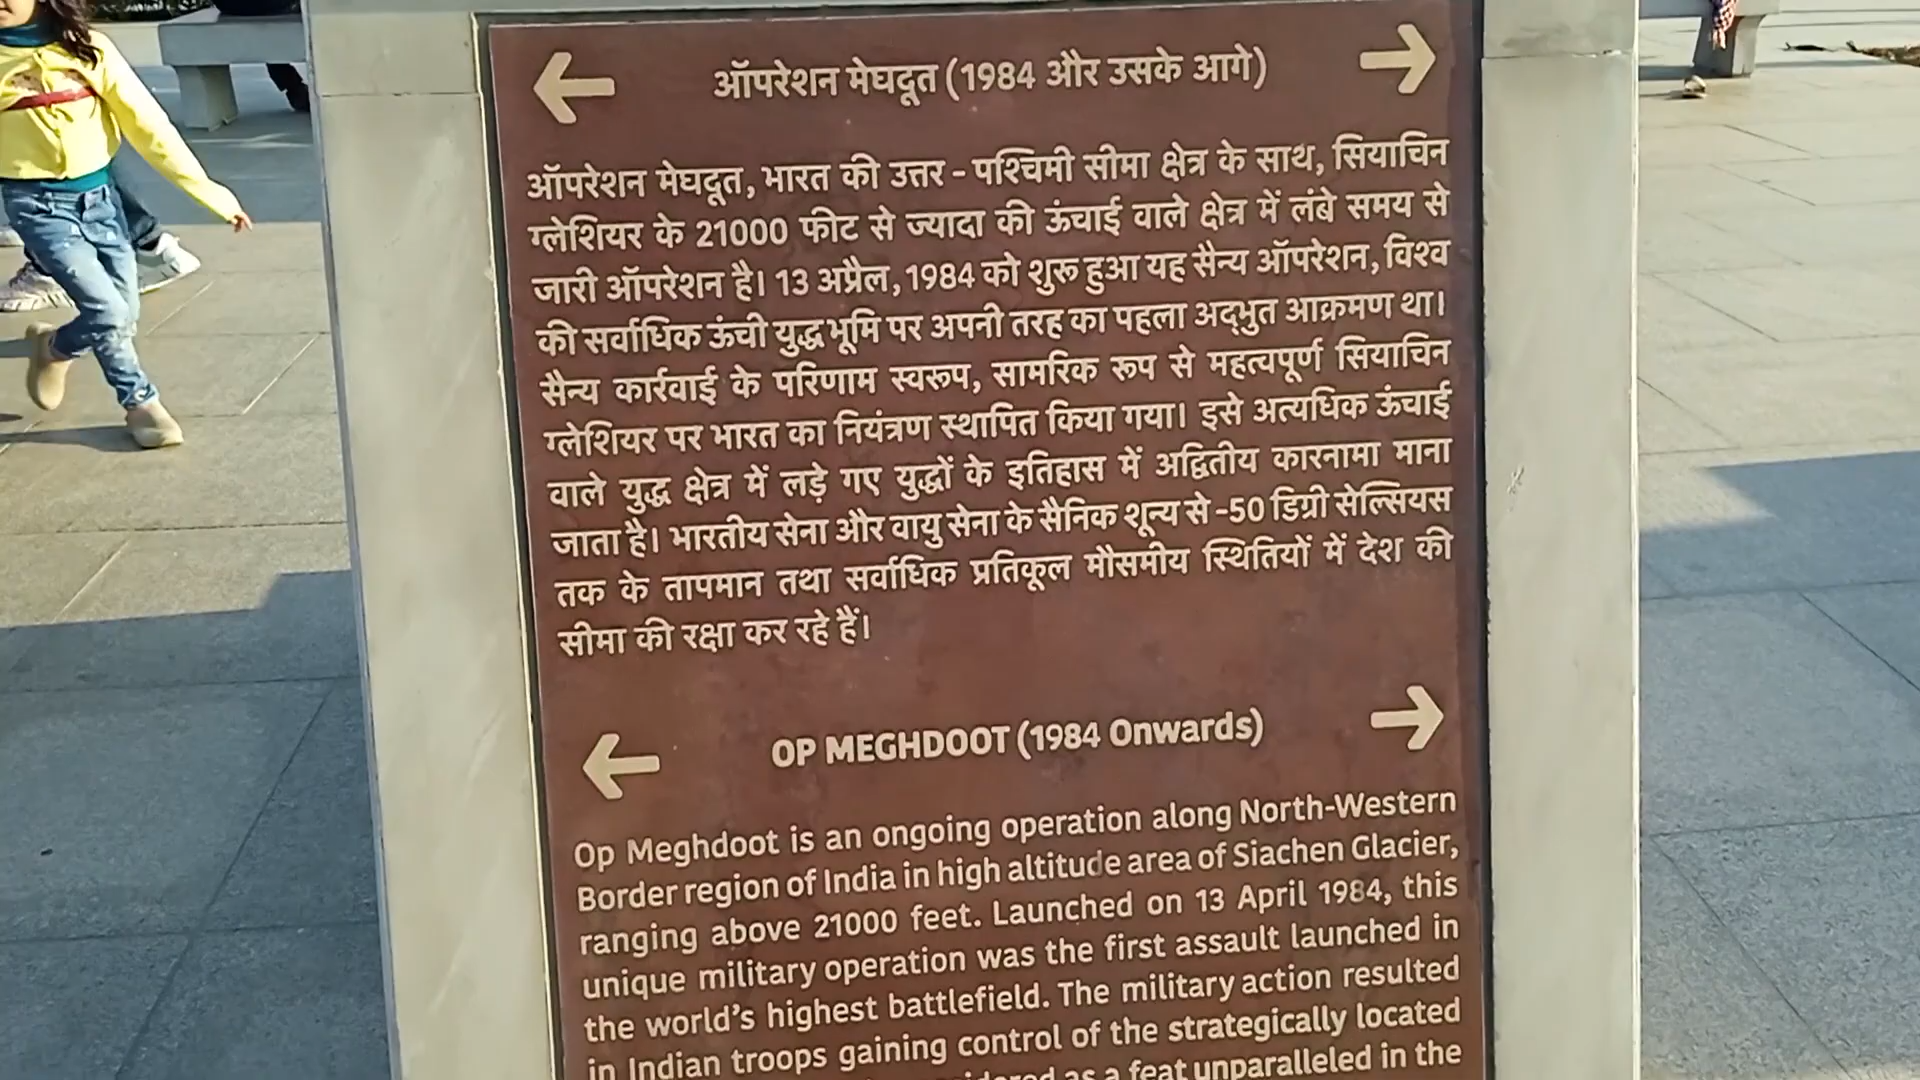 ऑपरेशन मेघदूत (1984 और उसके आगे)
ऑपरेशन मेघदूत, भारत की उत्तर - पश्चिमी सीमा क्षेत्र के साथ, सियाचिन
ग्लेशियर के 21000 फीट से ज्यादा की ऊंचाई वाले क्षेत्र में लंबे समय से
जारी ऑपरेशन है। 13 अप्रैल, 1984 को शुरू हुआ यह सैन्य ऑपरेशन, विश्व
की सर्वाधिक ऊंची युद्ध भूमि पर अपनी तरह का पहला अद्भुत आक्रमण था।
सैन्य कार्रवाई के परिणाम स्वरूप, सामरिक रूप से महत्वपूर्ण सियाचिन
ग्लेशियर पर भारत का नियंत्रण स्थापित किया गया। इसे अत्यधिक ऊंचाई
वाले युद्ध क्षेत्र में लड़े गए युद्धों के इतिहास में अद्वितीय कारनामा माना
जाता है। भारतीय सेना और वायु सेना के सैनिक शून्य से -50 डिग्री सेल्सियस
तक के तापमान तथा सर्वाधिक प्रतिकूल मौसमीय स्थितियों में देश की
सीमा की रक्षा कर रहे हैं।
OP MEGHDOOT (1984 Onwards)
Op Meghdoot is an ongoing operation along North-Western
Border region of India in high altitude area of Siachen Glacier,
ranging above 21000 feet. Launched on 13 April 1984, this
unique military operation was the first assault launched in
the world's highest battlefield. The military action resulted
in Indian troops gaining control of the strategically located
as a feat unparalleled in the